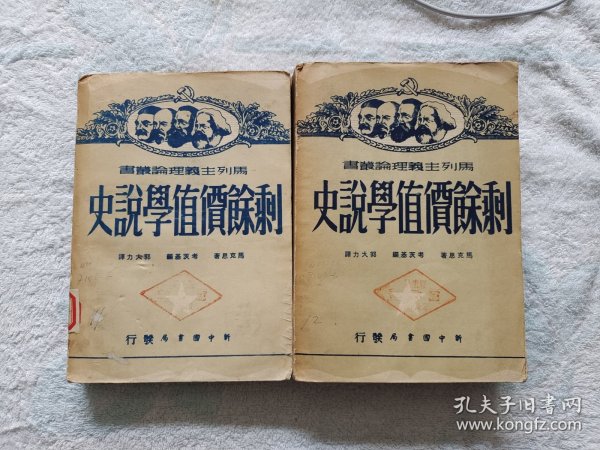 馬列主義理論叢書
剩餘價值學說史
馬克思著 考茨基編 郭大力譯
新中國書局發行
馬列主義理論叢書
剩餘價值學說史
馬克思著 考茨基編 郭大力譯
新中國書局發行
孔夫子旧书网
www.kongfz.com